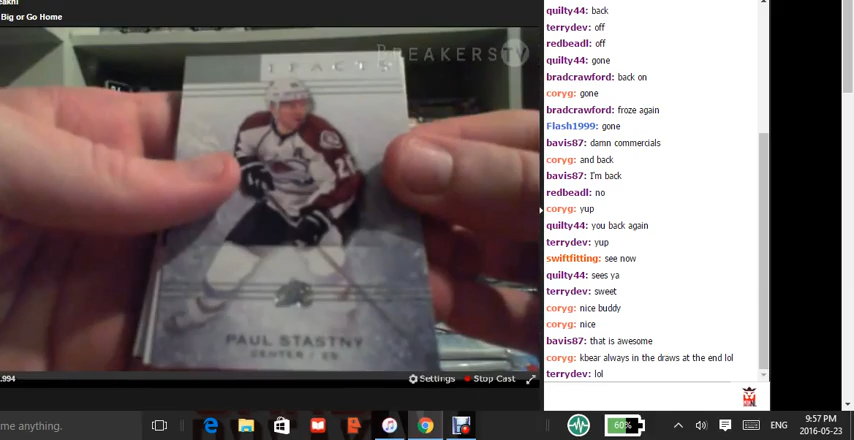 Big or Go Home
BREAKERS TV
IFACTS
PAUL STASTNY
CENTER / 25
.994
Settings
Stop Cast
quilty44: back
terrydev: off
redbeadl: off
quilty44: gone
bradcrawford: back on
coryg: gone
bradcrawford: froze again
Flash1999: gone
bavis87: damn commercials
coryg: and back
bavis87: I'm back
redbeadl: no
coryg: yup
quilty44: you back again
terrydev: yup
swiftfitting: see now
quilty44: sees ya
terrydev: sweet
coryg: nice buddy
coryg: nice
bavis87: that is awesome
coryg: kbear always in the draws at the end lol
terrydev: lol
me anything.
60%
ENG
9:57 PM
2016-05-23